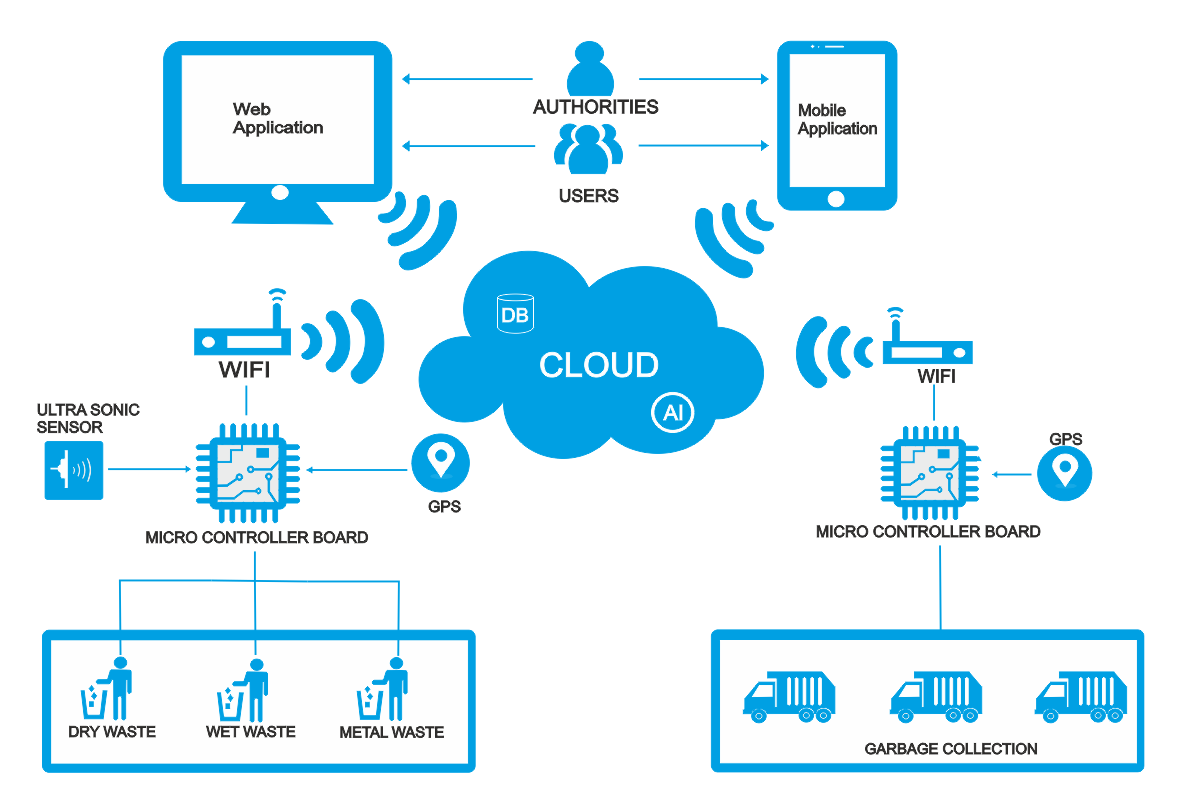 Web
Application
AUTHORITIES
USERS
Mobile
Application
DB
CLOUD
AI
WIFI
ULTRA SONIC
SENSOR
GPS
MICRO CONTROLLER BOARD
DRY WASTE
WET WASTE
METAL WASTE
WIFI
GPS
MICRO CONTROLLER BOARD
GARBAGE COLLECTION